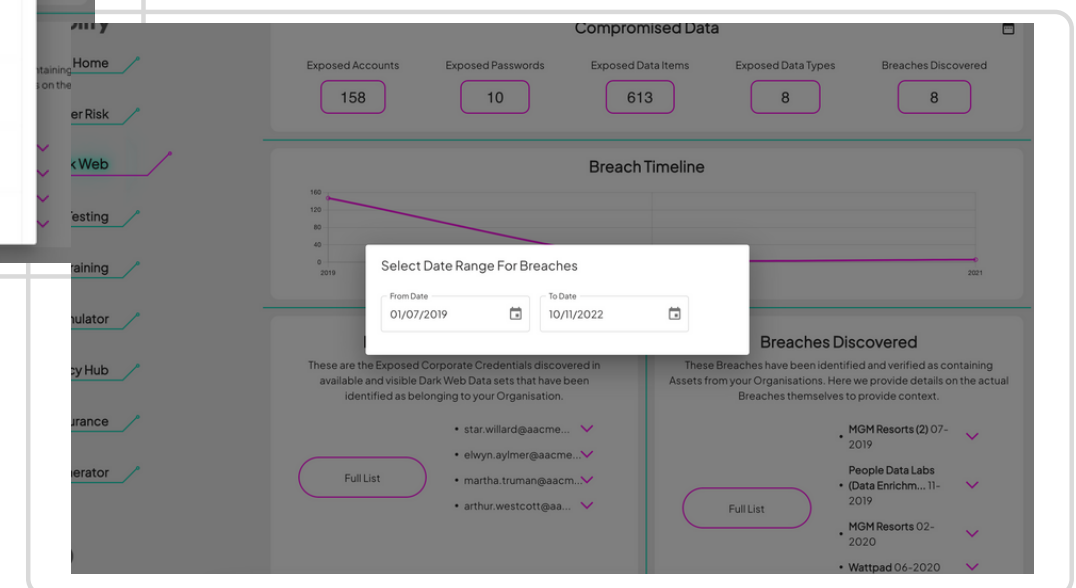 Compromised Data
Exposed Accounts
Exposed Passwords
Exposed Data Items
Exposed Data Types
Breaches Discovered
158
10
613
8
8
Home
er Risk
k Web
esting
raining
ulator
cy Hub
urance
erator
taining
s on the
Breach Timeline
160
120
80
40
0
2019
2021
Select Date Range For Breaches
From Date
01/07/2019
To Date
10/11/2022
These are the Exposed Corporate Credentials discovered in
available and visible Dark Web Data sets that have been
identified as belonging to your Organisation.
Full List
• star.willard@aacme...
• elwyn.aylmer@aacme...
• martha.truman@aacm...
• arthur.westcott@aa...
Breaches Discovered
These Breaches have been identified and verified as containing
Assets from your Organisations. Here we provide details on the actual
Breaches themselves to provide context.
Full List
• MGM Resorts (2) 07-
2019
People Data Labs
• (Data Enrichm... 11-
2019
• MGM Resorts 02-
2020
• Wattpad 06-2020